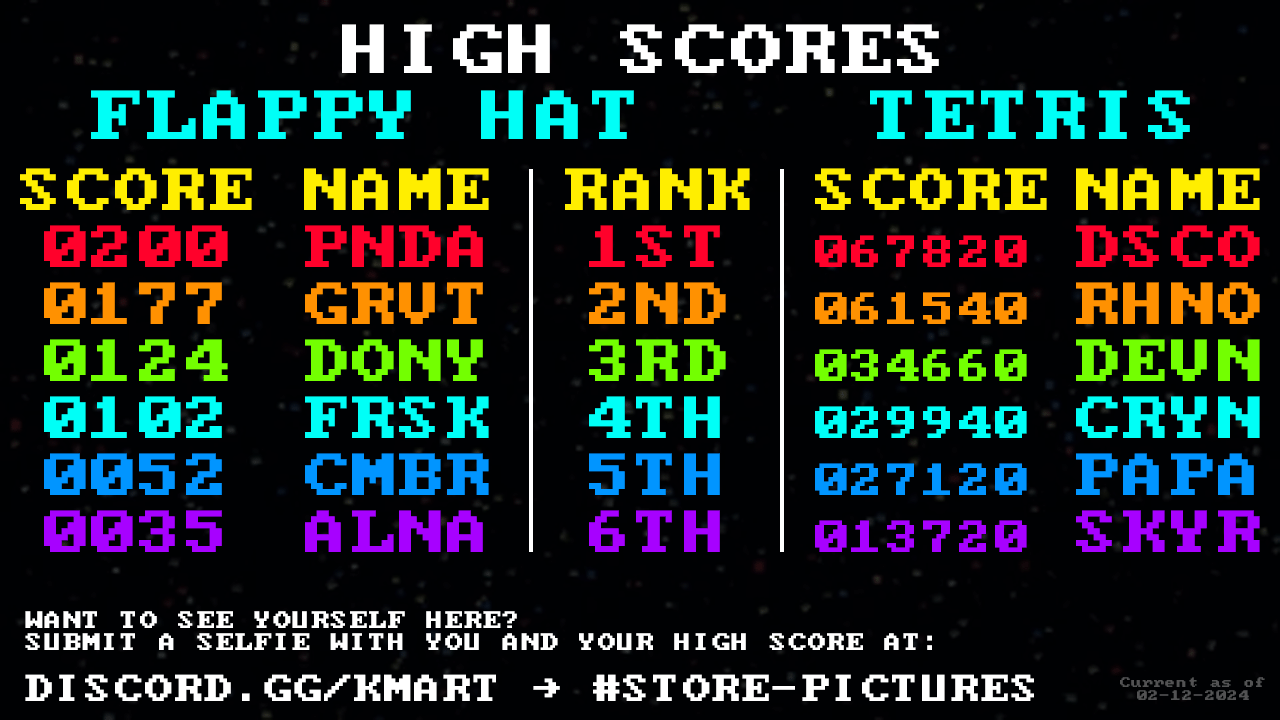 HIGH SCORES
FLAPPY HAT TETRIS
SCORE NAME RANK SCORE NAME
0200 PNDA 1ST 067820 DSCO
0177 GRVT 2ND 061540 RHNO
0124 DONY 3RD 034660 DEVN
0102 FRSK 4TH 029940 CRYN
0052 CMBR 5TH 027120 PAPA
0035 ALNA 6TH 013720 SKYR
WANT TO SEE YOURSELF HERE?
SUBMIT A SELFIE WITH YOU AND YOUR HIGH SCORE AT:
DISCORD.GG/KMART → #STORE-PICTURES
Current as of
02-12-2024